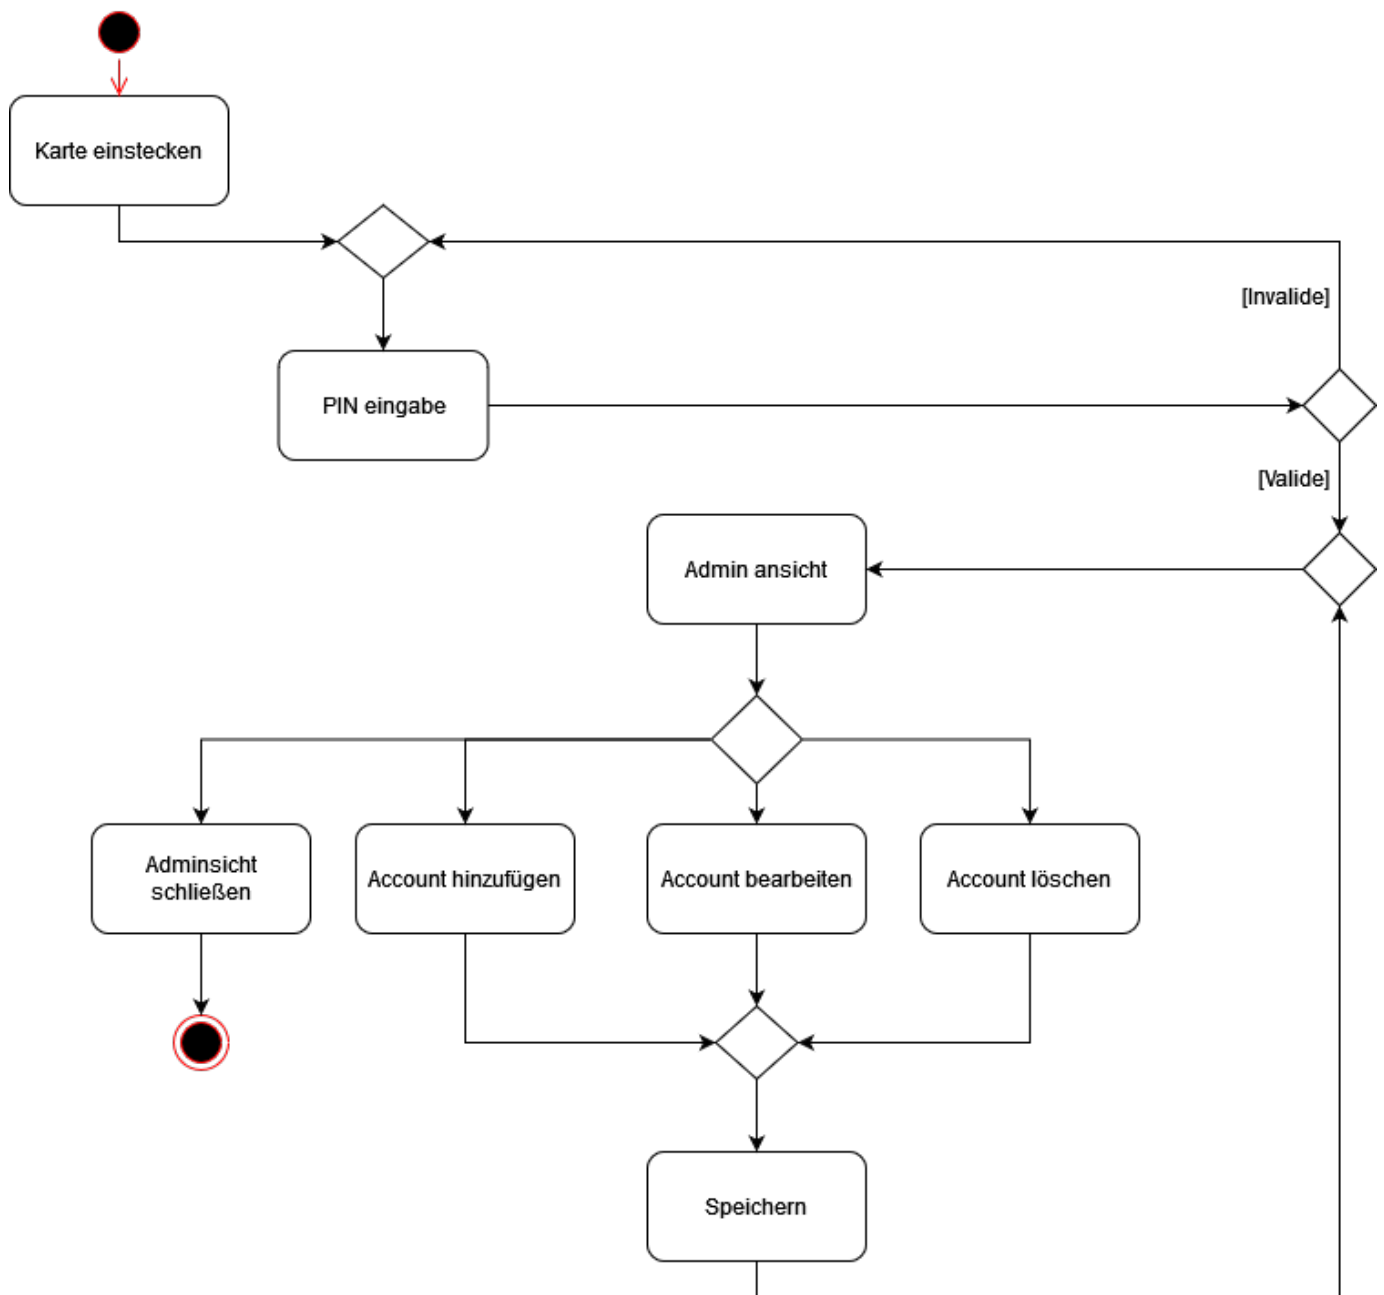 Karte einstecken
[Invalide]
PIN eingabe
[Valide]
Admin ansicht
Adminsicht
schließen
Account hinzufügen
Account bearbeiten
Account löschen
Speichern